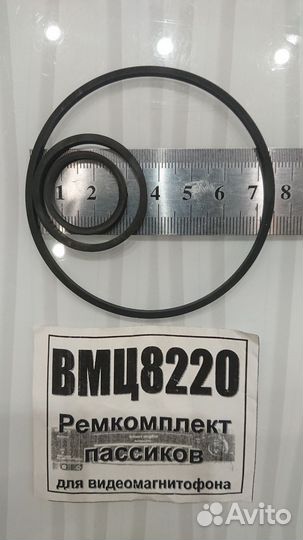 1 2 4 5 6 7 8
ВМЦ8220
Ремкомплект
пассиков
для видеомагнитофона
Avito